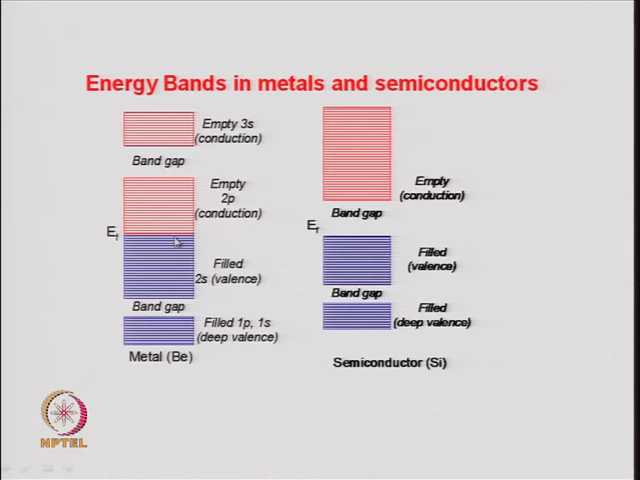 Energy Bands in metals and semiconductors
Empty 3s
(conduction)
Band gap
Empty
2p
(conduction)
Ef
Filled
2s (valence)
Band gap
Filled 1p, 1s
(deep valence)
Metal (Be)
Empty
(conduction)
Band gap
Ef
Filled
(valence)
Band gap
Filled
(deep valence)
Semiconductor (Si)
NPTEL